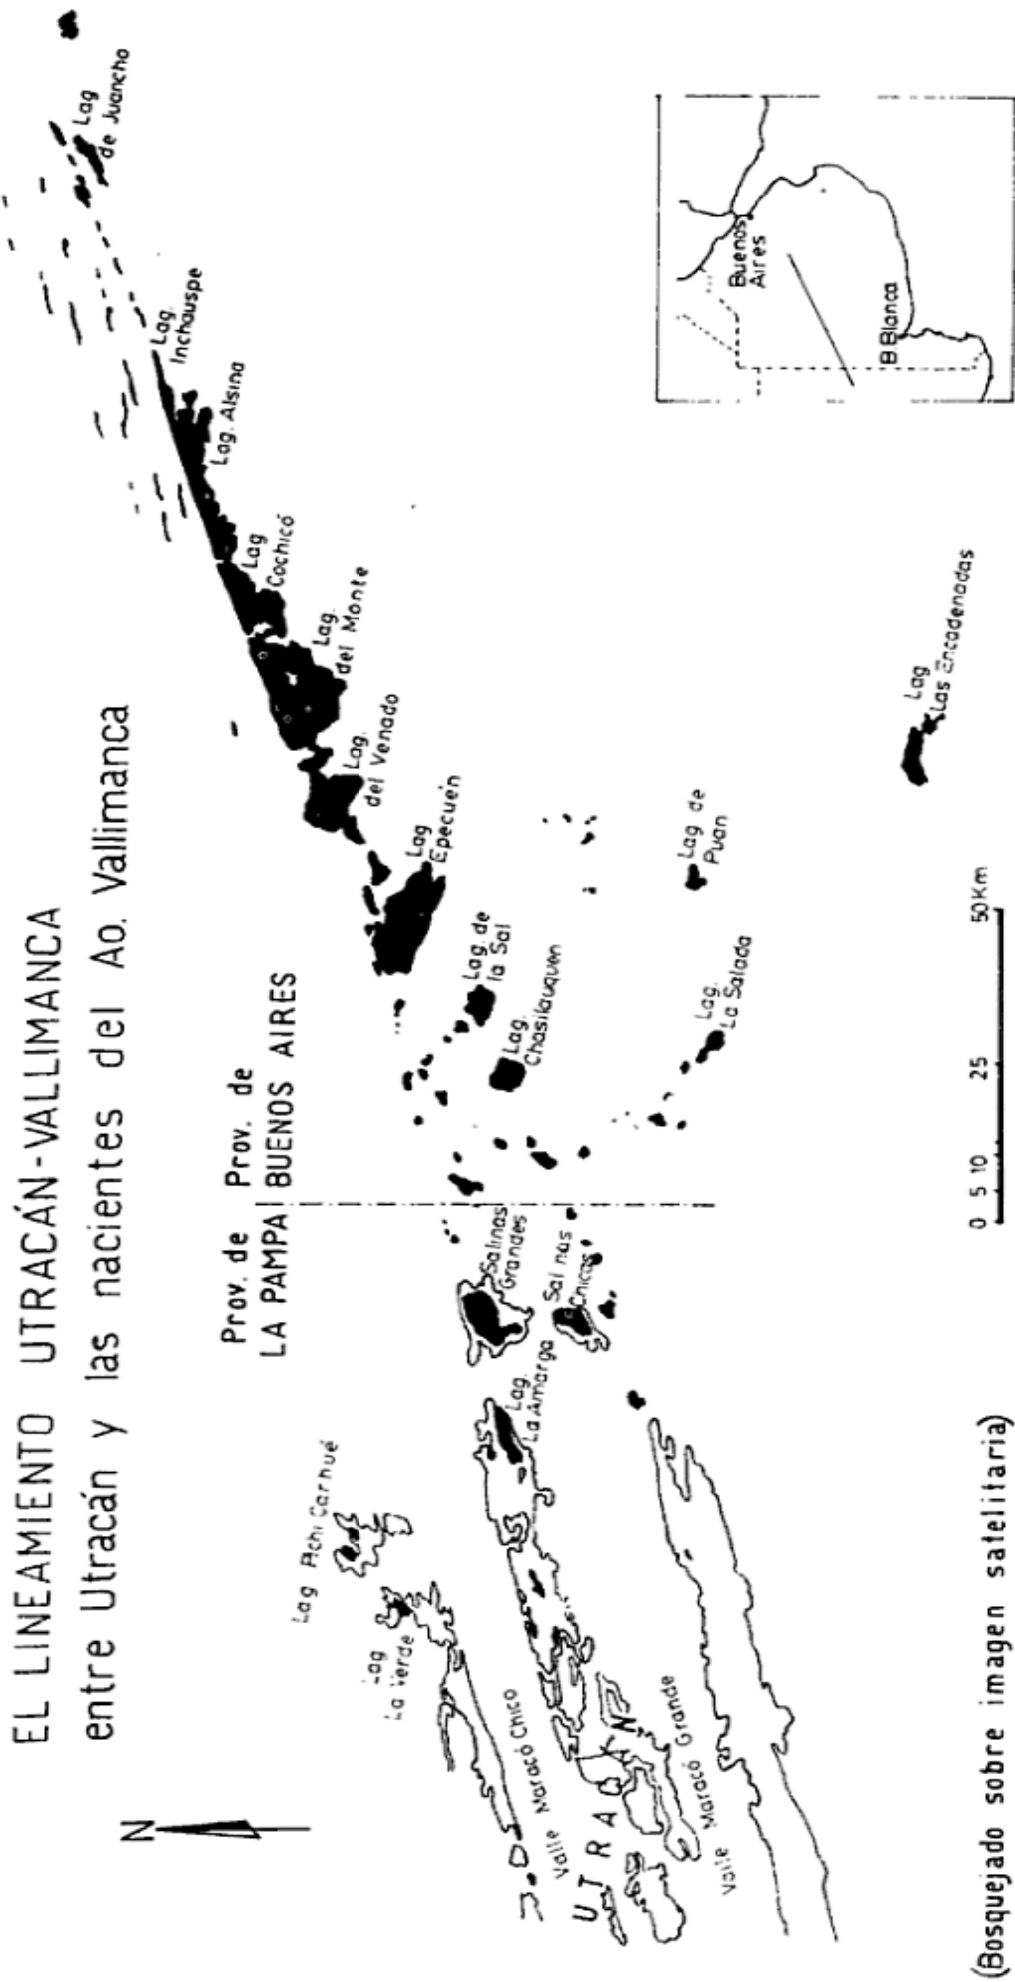 EL LINEAMIENTO UTRACÁN-VALLIMANCA
entre Utracán y las nacientes del Ao. Vallimanca
N
Prov. de
LA PAMPA
Prov. de
BUENOS AIRES
Lag
de Juancho
Lag.
Inchauspe
Lag. Alsina
Lag
Cochicó
Lag.
del Monte
Lag.
del Venado
Lag
Epecuén
Lag. de
la Sal
Lag.
Chasilauquen
Lag Pichi Carhué
Lag
La Verde
Salinas
Grandes
Sal nas
Chicas
Lag.
La Amarga
Valle Maracó Chico
UTRACÁN
Valle Maracó Grande
Lag.
La Salada
Lag de
Puan
Lag
Las Encadenadas
Buenos
Aires
B Blanca
0 5 10 25 50Km
(Bosquejado sobre imagen satelitaria)